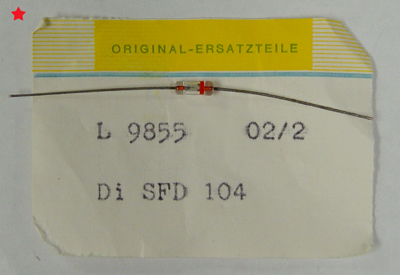 ORIGINAL-ERSATZTEILE
L 9855 02/2
Di SFD 104